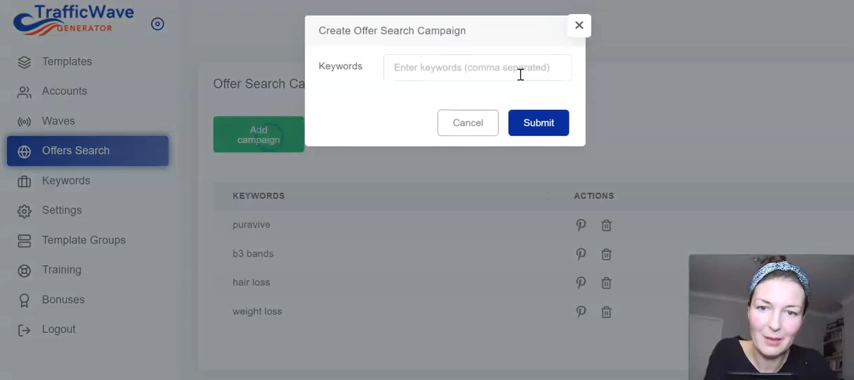 TrafficWave
GENERATOR
Templates
Accounts
Waves
Offers Search
Keywords
Settings
Template Groups
Training
Bonuses
Logout
Create Offer Search Campaign
Keywords
Enter keywords (comma separated)
Cancel
Submit
Offer Search Ca
Add
campaign
KEYWORDS
ACTIONS
puravive
b3 bands
hair loss
weight loss